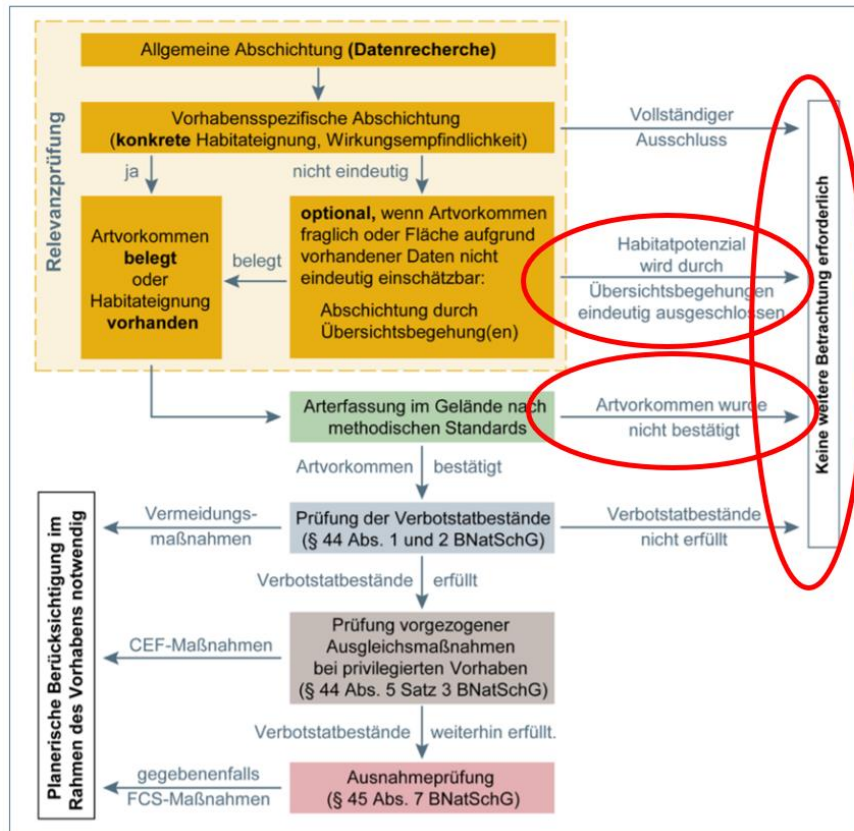 Relevanzprüfung
Allgemeine Abschichtung (Datenrecherche)
Vorhabensspezifische Abschichtung
(konkrete Habitateignung, Wirkungsempfindlichkeit)
Vollständiger
Ausschluss
ja
nicht eindeutig
Artvorkommen
belegt
oder
Habitateignung
vorhanden
belegt
optional, wenn Artvorkommen
fraglich oder Fläche aufgrund
vorhandener Daten nicht
eindeutig einschätzbar:
Abschichtung durch
Übersichtsbegehung(en)
Habitatpotenzial
wird durch
Übersichtsbegehungen
eindeutig ausgeschlossen
Keine weitere Betrachtung erforderlich
Arterfassung im Gelände nach
methodischen Standards
Artvorkommen wurde
nicht bestätigt
Artvorkommen bestätigt
Planerische Berücksichtigung im
Rahmen des Vorhabens notwendig
Vermeidungs-
maßnahmen
Prüfung der Verbotstatbestände
(§ 44 Abs. 1 und 2 BNatSchG)
Verbotstatbestände
nicht erfüllt
Verbotstatbestände erfüllt
CEF-Maßnahmen
Prüfung vorgezogener
Ausgleichsmaßnahmen
bei privilegierten Vorhaben
(§ 44 Abs. 5 Satz 3 BNatSchG)
Verbotstatbestände weiterhin erfüllt.
gegebenenfalls
FCS-Maßnahmen
Ausnahmeprüfung
(§ 45 Abs. 7 BNatSchG)